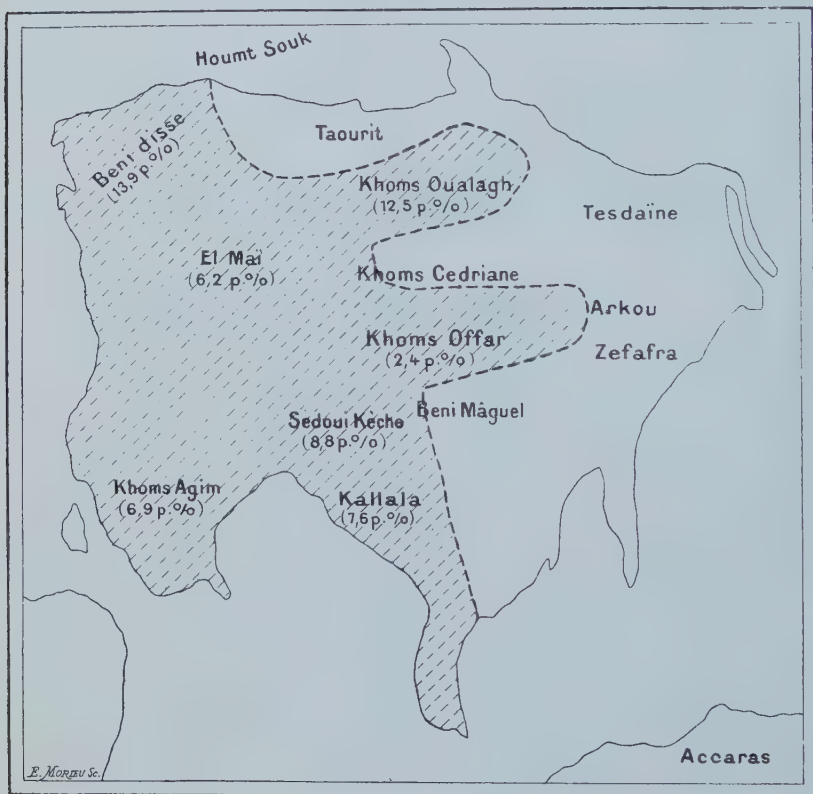 Houmt Souk
Taourit
Beni disse
(13,9 p.%)
Khoms Oualagh
(12,5 p.%)
Tesdaïne
El Maï
(6,2 p.%)
Khoms Cedriane
Arkou
Khoms Offar
(2,4 p.%)
Zefafra
Sedoui Kèche
(8,8 p.%)
Beni Mâguel
Khoms Agim
(6,9 p.%)
Kallala
(7,6 p.%)
Accaras
E. Morieu Sc.